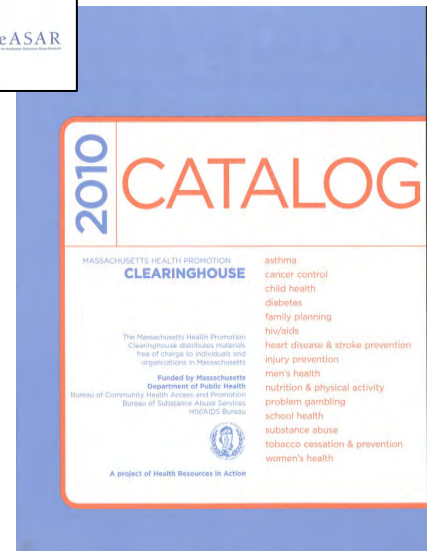 eASAR
2010
CATALOG
MASSACHUSETTS HEALTH PROMOTION
CLEARINGHOUSE
The Massachusetts Health Promotion
Clearinghouse distributes materials
free of charge to individuals and
organizations in Massachusetts
Funded by Massachusetts
Department of Public Health
Bureau of Community Health Access and Promotion
Bureau of Substance Abuse Services
HIV/AIDS Bureau
A project of Health Resources in Action
asthma
cancer control
child health
diabetes
family planning
hiv/aids
heart disease & stroke prevention
injury prevention
men's health
nutrition & physical activity
problem gambling
school health
substance abuse
tobacco cessation & prevention
women's health